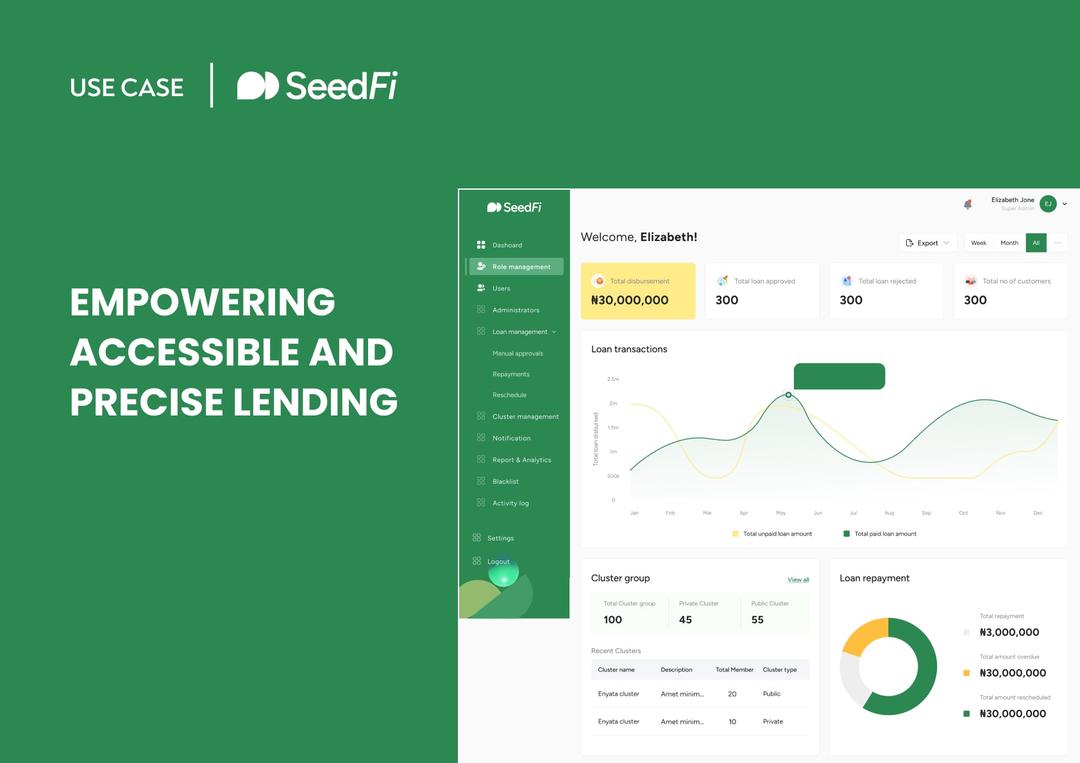 USE CASE
SeedFi
EMPOWERING
ACCESSIBLE AND
PRECISE LENDING
SeedFi
Dashoard
Role management
Users
Administrators
Loan management
Manual approvals
Repayments
Reschedule
Cluster management
Notification
Report & Analytics
Blacklist
Activity log
Settings
Logout
Elizabeth Jone
Super Admin
EJ
Welcome, Elizabeth!
Export
Week Month All
Total disbursement
₦30,000,000
Total loan approved
300
Total loan rejected
300
Total no of customers
300
Loan transactions
Total loan disbursed
2.5m
2m
1.5m
1m
500k
0
Jan Feb Mar Apr May Jun Jul Aug Sep Oct Nov Dec
Total unpaid loan amount Total paid loan amount
Cluster group View all
Total Cluster group Private Cluster Public Cluster
100 45 55
Recent Clusters
Cluster name Description Total Member Cluster type
Enyata cluster Amet minim... 20 Public
Enyata cluster Amet minim... 10 Private
Loan repayment
Total repayment
₦3,000,000
Total amount overdue
₦30,000,000
Total amount rescheduled
₦30,000,000